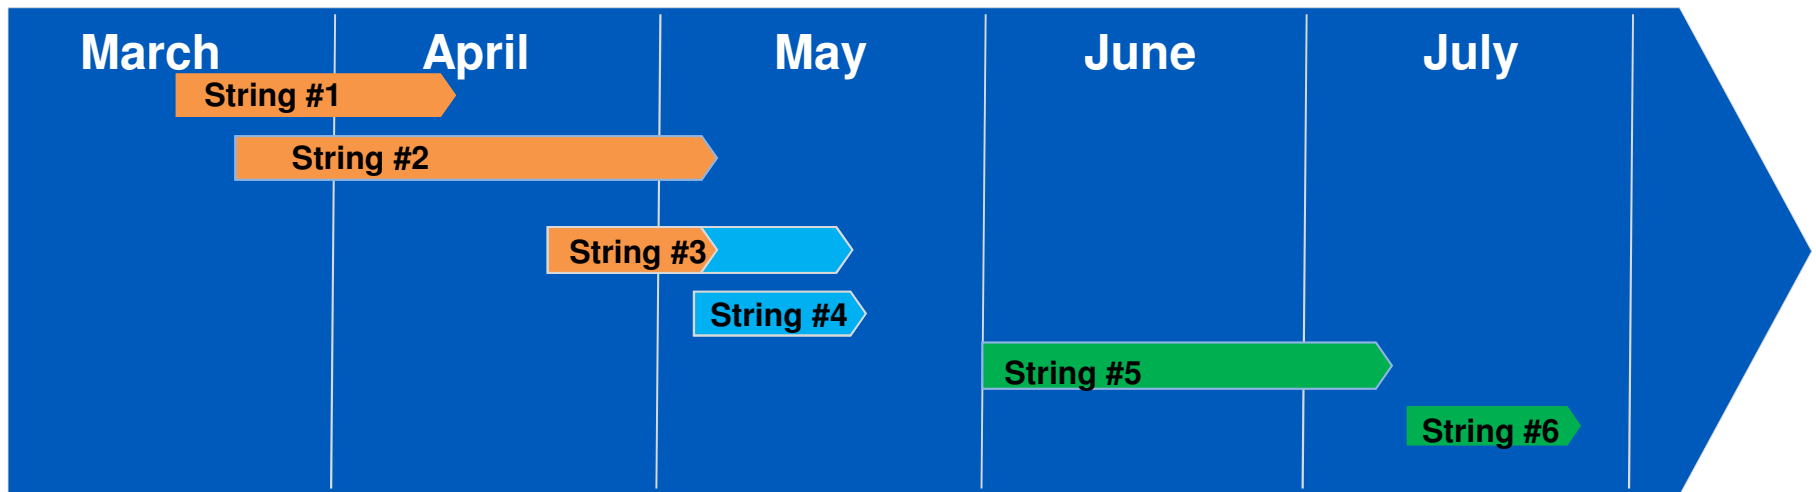 March April May June July
String #1
String #2
String #3
String #4
String #5
String #6